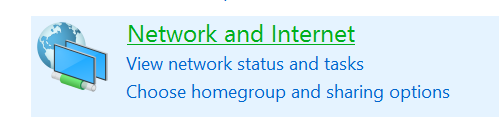 Network and Internet
View network status and tasks
Choose homegroup and sharing options